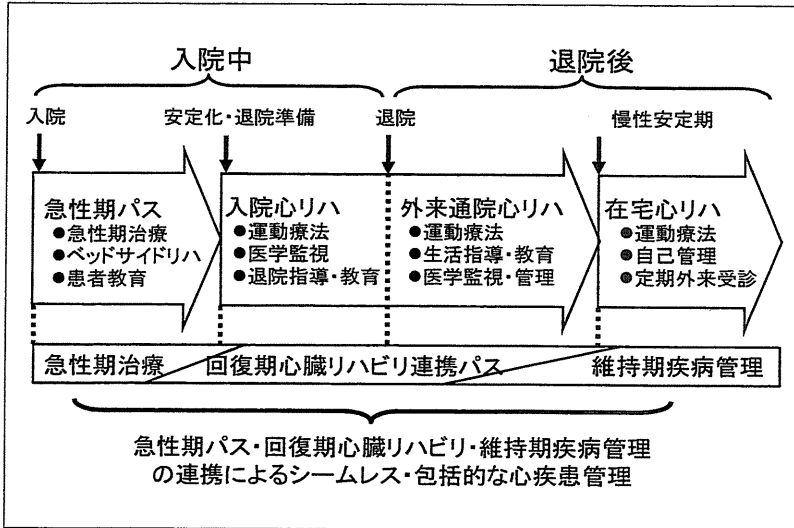 入院中
退院後
入院
安定化・退院準備
退院
慢性安定期
急性期パス
●急性期治療
●ベッドサイドリハ
●患者教育
入院心リハ
●運動療法
●医学監視
●退院指導・教育
外来通院心リハ
●運動療法
●生活指導・教育
●医学監視・管理
在宅心リハ
●運動療法
●自己管理
●定期外来受診
急性期治療
回復期心臓リハビリ連携パス
維持期疾病管理
急性期パス・回復期心臓リハビリ・維持期疾病管理
の連携によるシームレス・包括的な心疾患管理